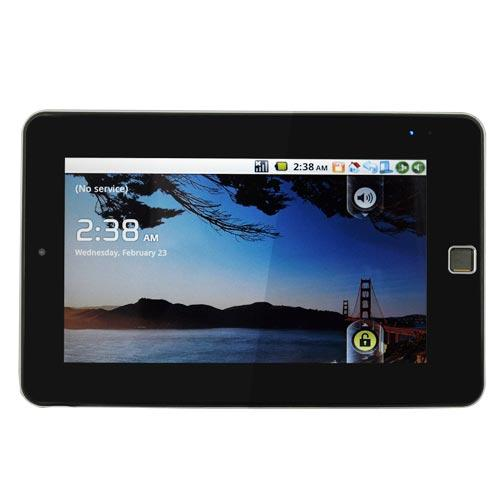 2:38 AM
(No service)
2:38 AM
Wednesday, February 23